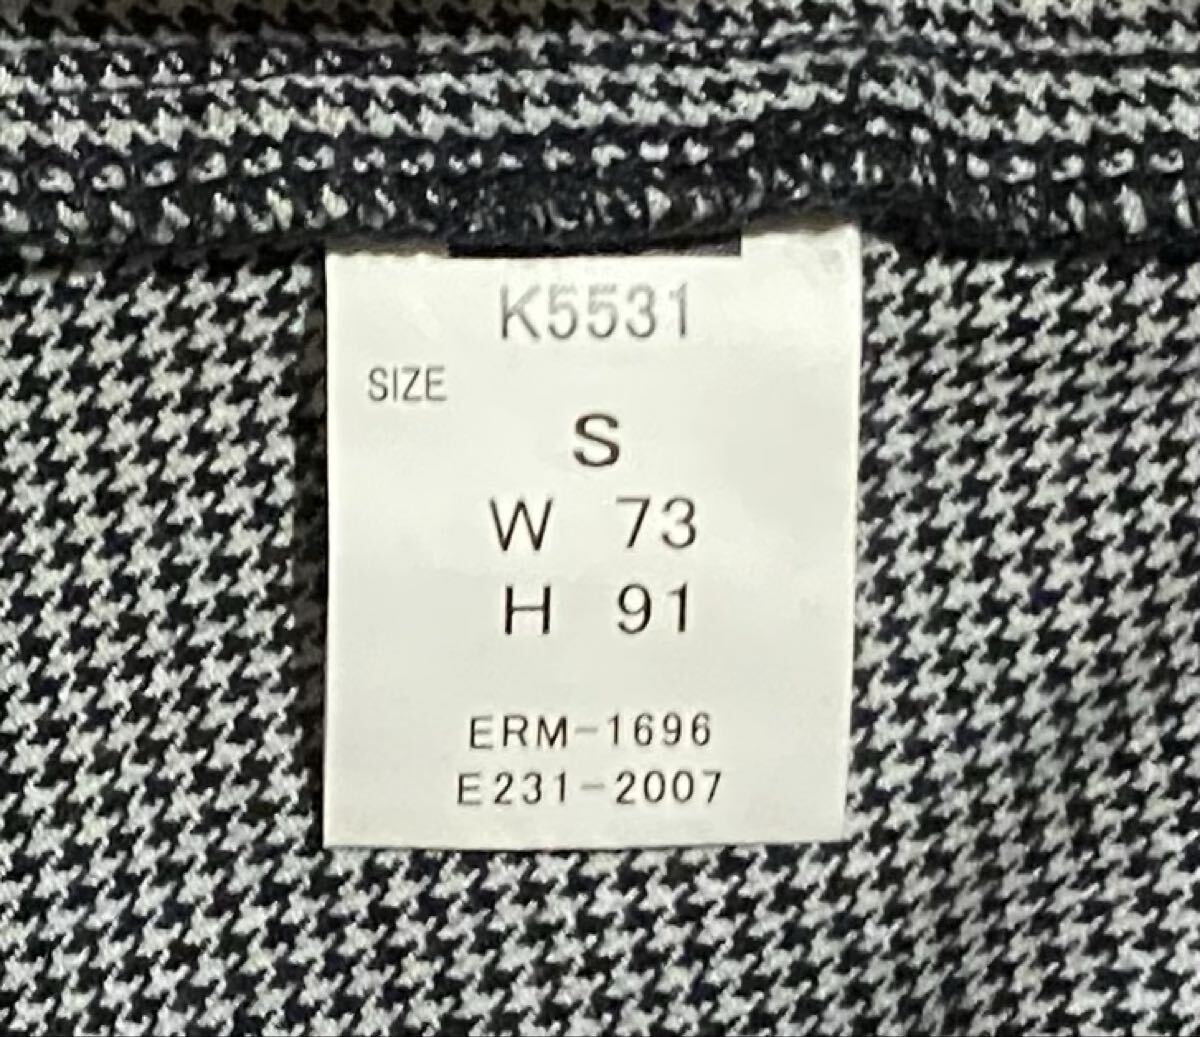 K5531
SIZE
S
W 73
H 91
ERM-1696
E231-2007